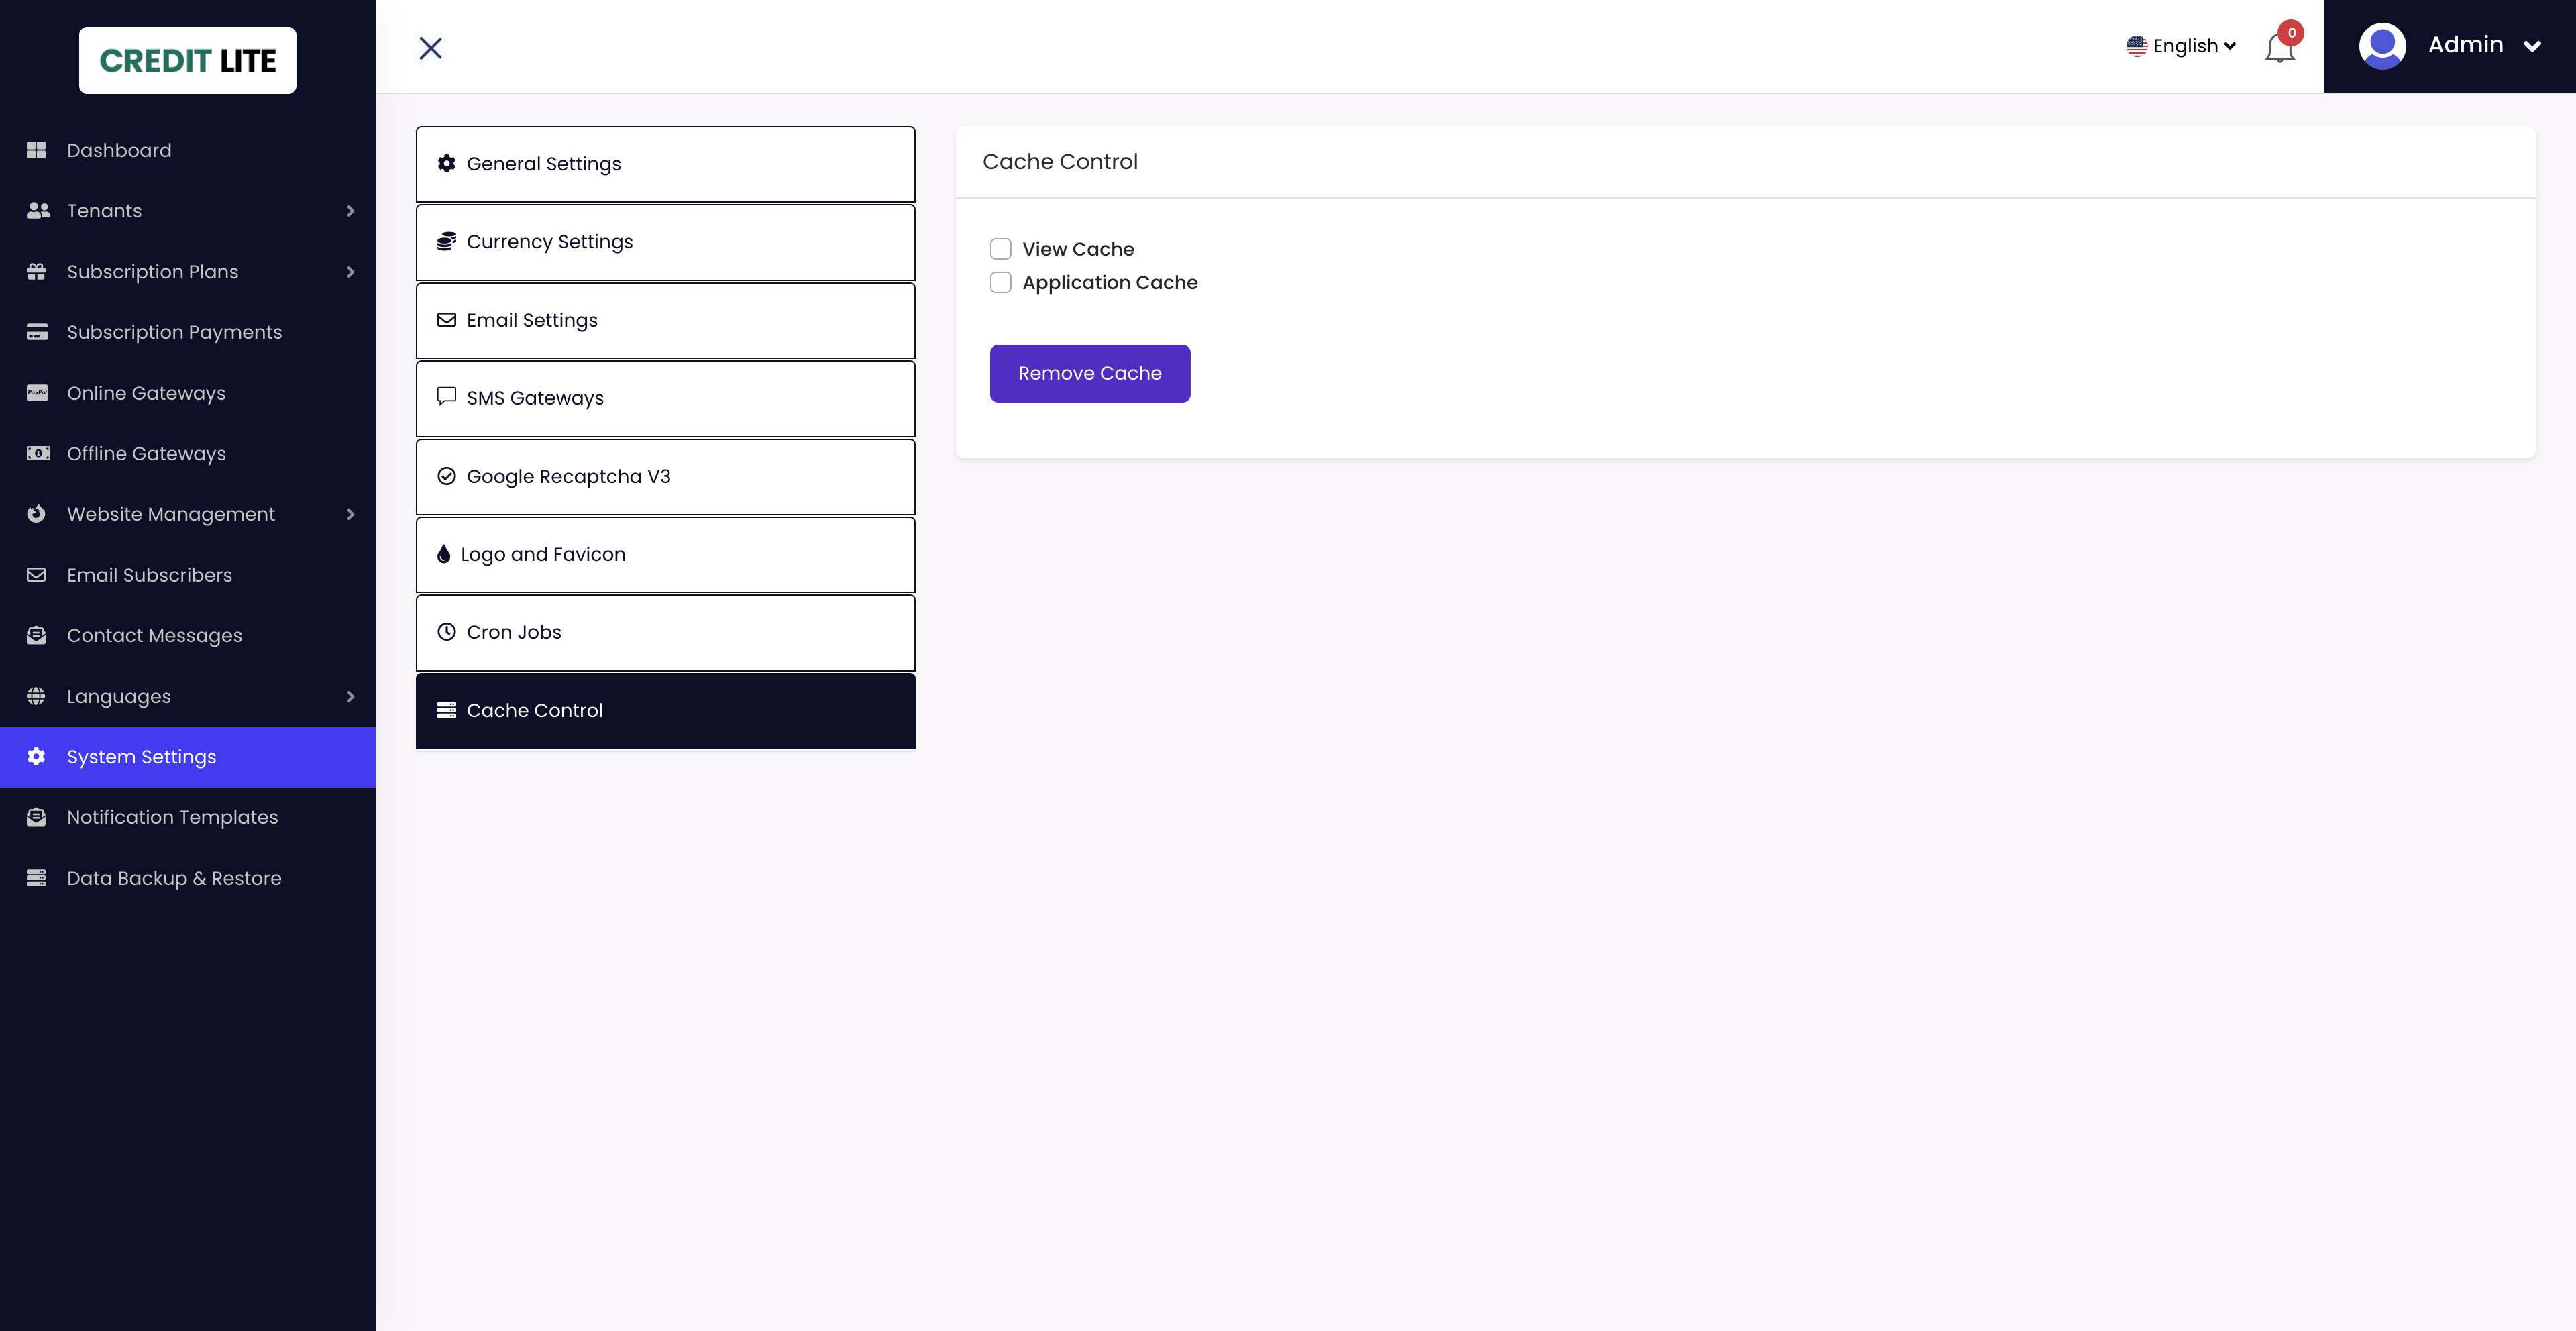 CREDIT LITE
Dashboard
Tenants
Subscription Plans
Subscription Payments
PayPal
Online Gateways
Offline Gateways
Website Management
Email Subscribers
Contact Messages
Languages
System Settings
Notification Templates
Data Backup & Restore
English
0
Admin
General Settings
Currency Settings
Email Settings
SMS Gateways
Google Recaptcha V3
Logo and Favicon
Cron Jobs
Cache Control
Cache Control
View Cache
Application Cache
Remove Cache